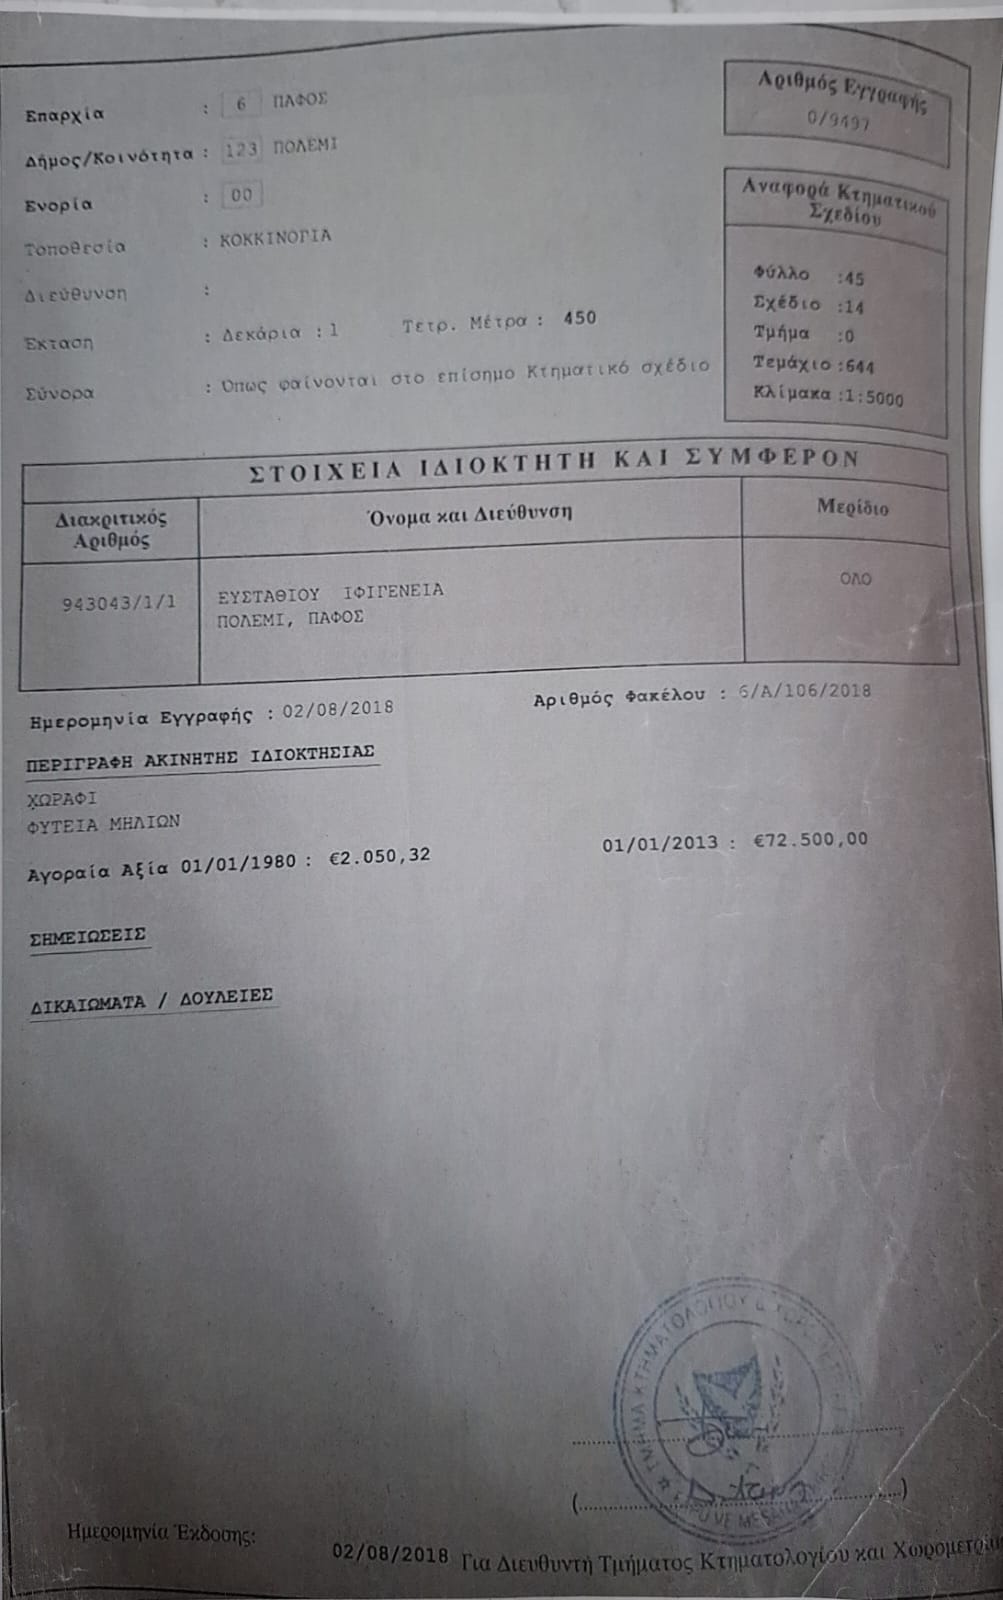 Επαρχία : 6 ΠΑΦΟΣ
Δήμος/Κοινότητα : 123 ΠΟΛΕΜΙ
Ενορία : 00
Τοποθεσία : ΚΟΚΚΙΝΟΓΙΑ
Διεύθυνση :
Έκταση : Δεκάρια : 1 Τετρ. Μέτρα : 450
Σύνορα : Όπως φαίνονται στο επίσημο Κτηματικό σχέδιο
Αριθμός Εγγραφής
0/9497
Αναφορά Κτηματικού
Σχεδίου
Φύλλο :45
Σχέδιο :14
Τμήμα :0
Τεμάχιο :644
Κλίμακα :1:5000
ΣΤΟΙΧΕΙΑ ΙΔΙΟΚΤΗΤΗ ΚΑΙ ΣΥΜΦΕΡΟΝ
Διακριτικός
Αριθμός
Όνομα και Διεύθυνση
Μερίδιο
943043/1/1
ΕΥΣΤΑΘΙΟΥ ΙΦΙΓΕΝΕΙΑ
ΠΟΛΕΜΙ, ΠΑΦΟΣ
ΟΛΟ
Ημερομηνία Εγγραφής : 02/08/2018 Αριθμός Φακέλου : 6/Α/106/2018
ΠΕΡΙΓΡΑΦΗ ΑΚΙΝΗΤΗΣ ΙΔΙΟΚΤΗΣΙΑΣ
ΧΩΡΑΦΙ
ΦΥΤΕΙΑ ΜΗΛΙΩΝ
Αγοραία Αξία 01/01/1980 : €2.050,32 01/01/2013 : €72.500,00
ΣΗΜΕΙΩΣΕΙΣ
ΔΙΚΑΙΩΜΑΤΑ / ΔΟΥΛΕΙΕΣ
ΤΜΗΜΑ ΚΤΗΜΑΤΟΛΟΓΙΟΥ &
(..............................)
Ημερομηνία Έκδοσης: 02/08/2018 Για Διευθυντή Τμήματος Κτηματολογίου και Χωρομετρία